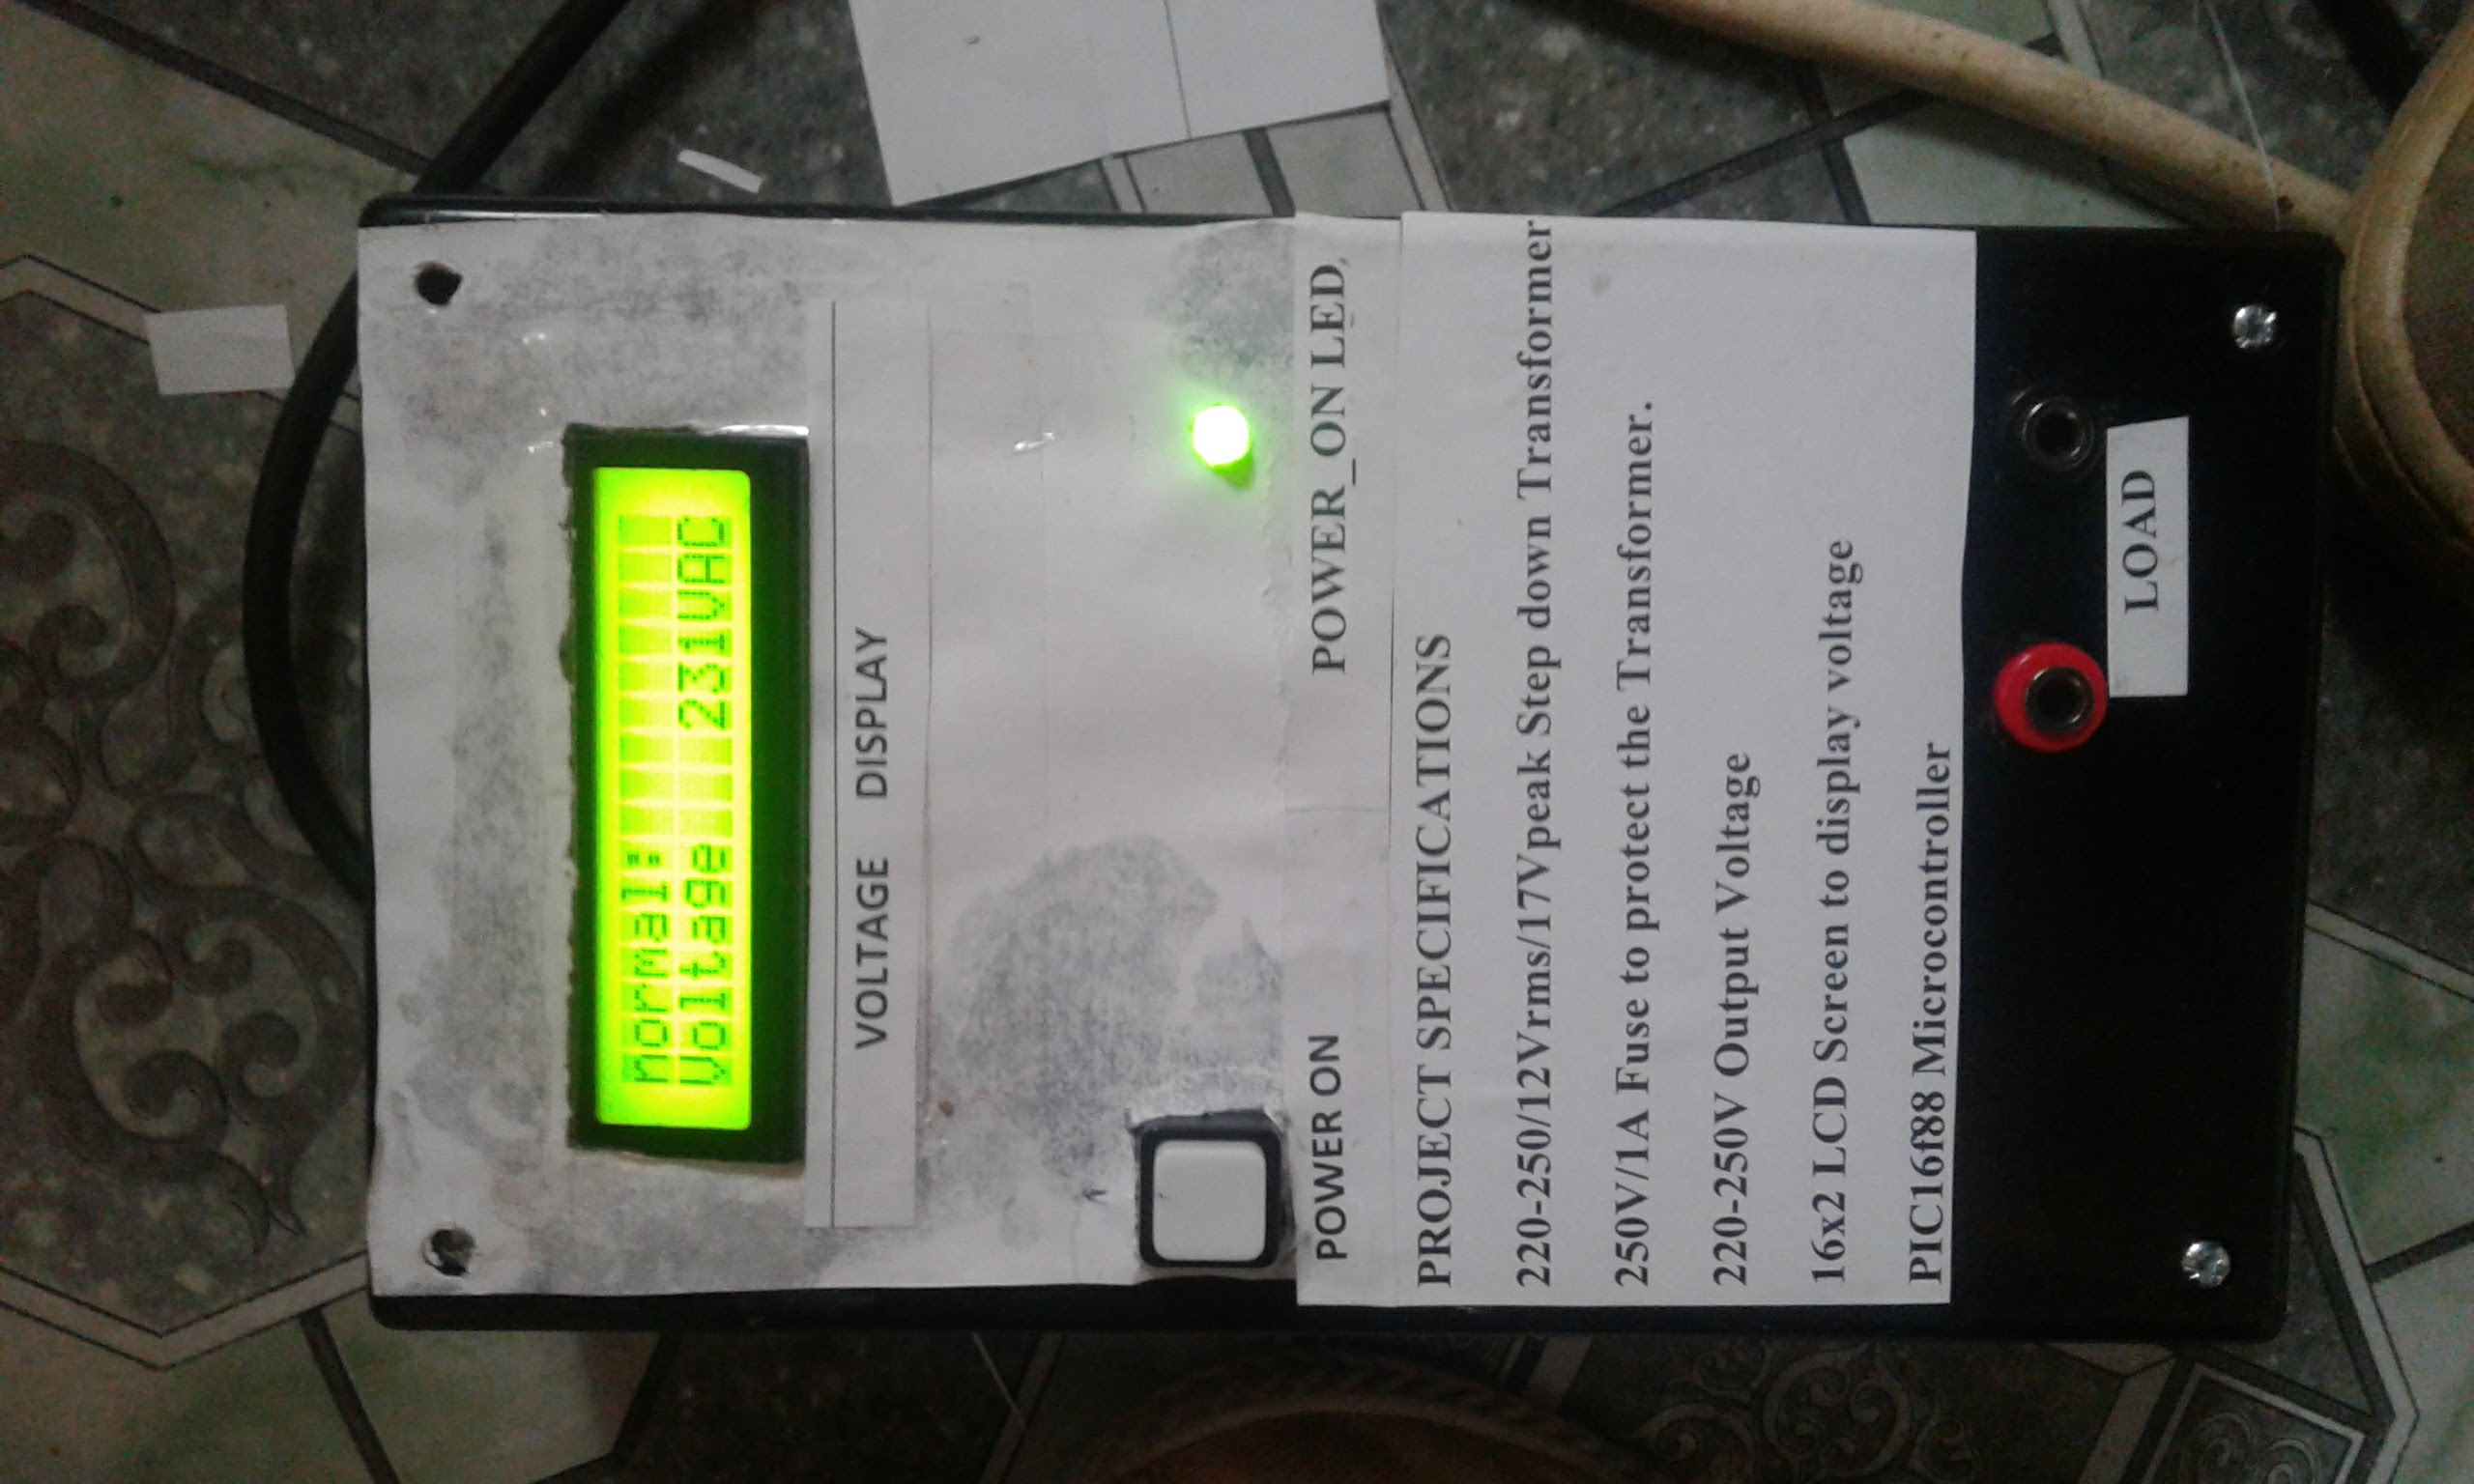 normal:
Voltage 231VAC
VOLTAGE DISPLAY
POWER ON
POWER_ON LED
PROJECT SPECIFICATIONS
220-250/12Vrms/17Vpeak Step down Transformer
250V/1A Fuse to protect the Transformer.
220-250V Output Voltage
16x2 LCD Screen to display voltage
PIC16f88 Microcontroller
LOAD